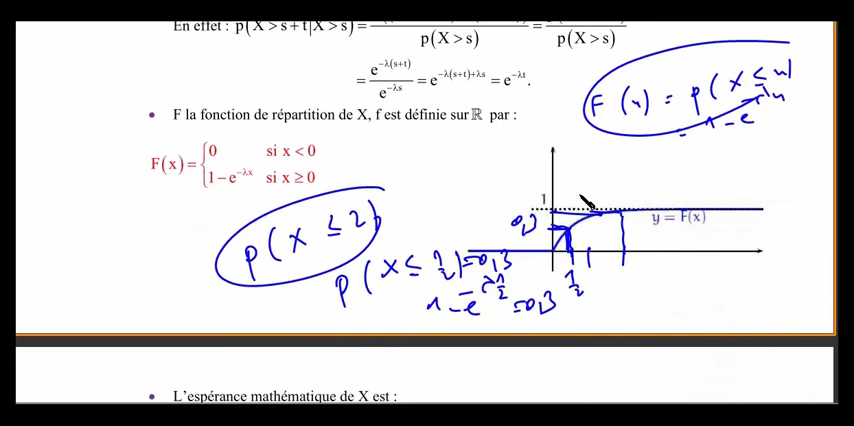 En effet : p(X > s + t|X > s) = ――― = ―――
p(X > s) p(X > s)
= e^{-λ(s+t)} / e^{-λs} = e^{-λ(s+t)+λs} = e^{-λt}.
F (x) = p( X ≤ x)
= 1 - e^{-λx}
• F la fonction de répartition de X, f est définie sur ℝ par :
F(x) = { 0 si x < 0
1 - e^{-λx} si x ≥ 0
1
0,3
y = F(x)
p( X ≤ 2)
p( X ≤ 1/2) = 0,3
1 - e^{-λ 1/2} = 0,3
1/2
• L'espérance mathématique de X est :